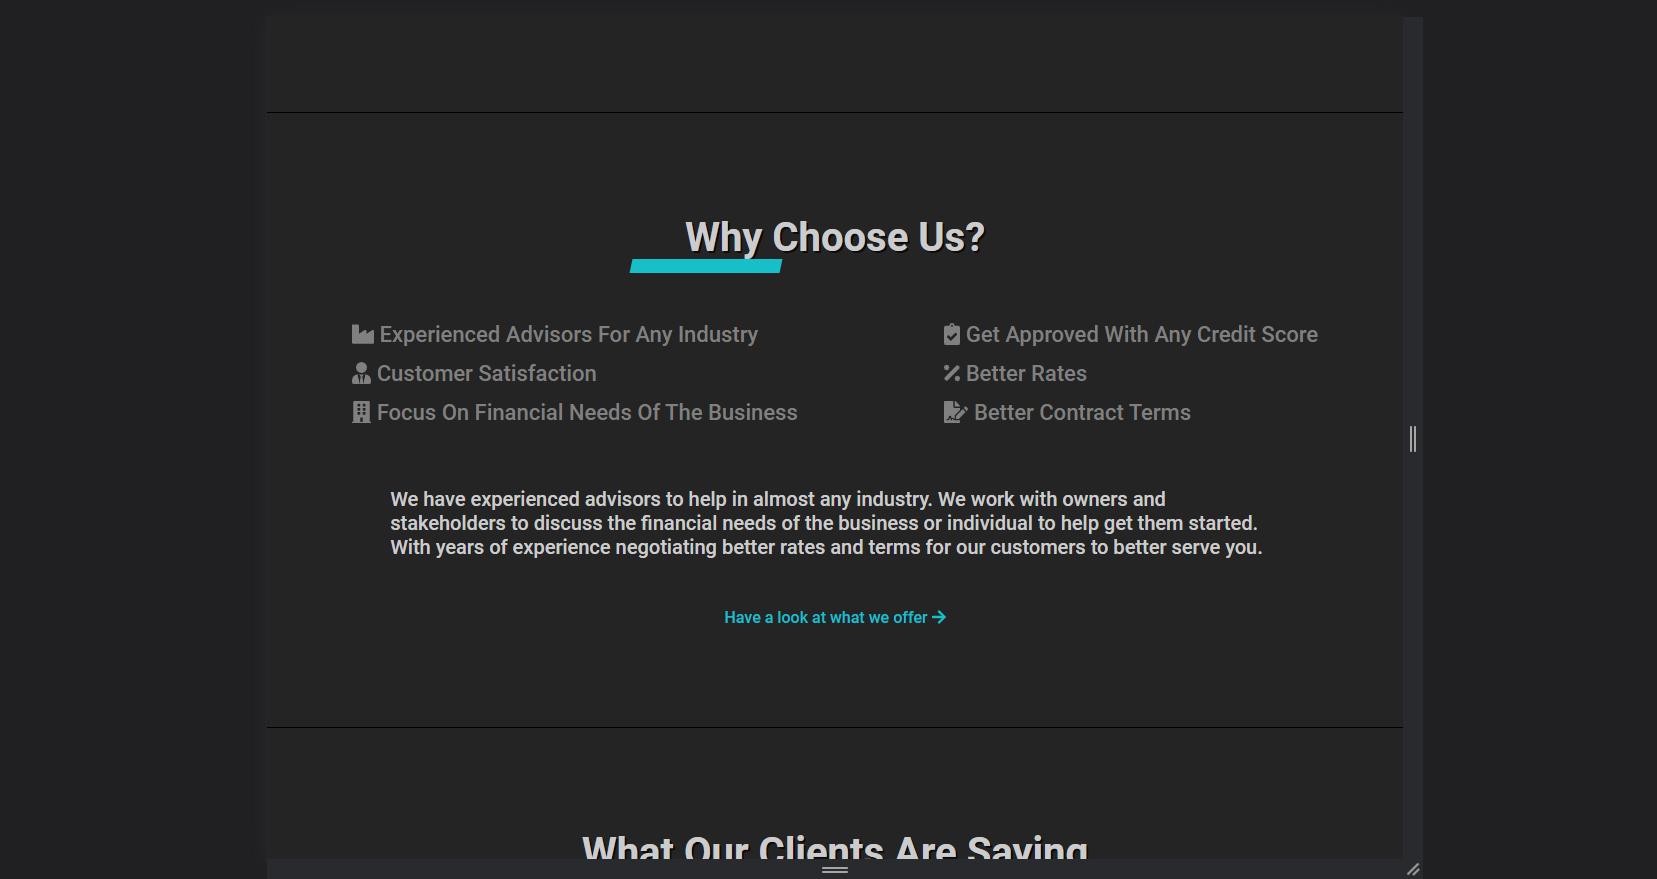 Why Choose Us?
Experienced Advisors For Any Industry
Customer Satisfaction
Focus On Financial Needs Of The Business
Get Approved With Any Credit Score
Better Rates
Better Contract Terms
We have experienced advisors to help in almost any industry. We work with owners and
stakeholders to discuss the financial needs of the business or individual to help get them started.
With years of experience negotiating better rates and terms for our customers to better serve you.
Have a look at what we offer
What Our Clients Are Saying